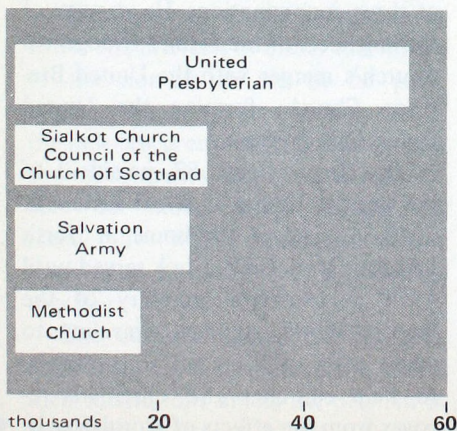 United
Presbyterian
Sialkot Church
Council of the
Church of Scotland
Salvation
Army
Methodist
Church
thousands 20 40 60